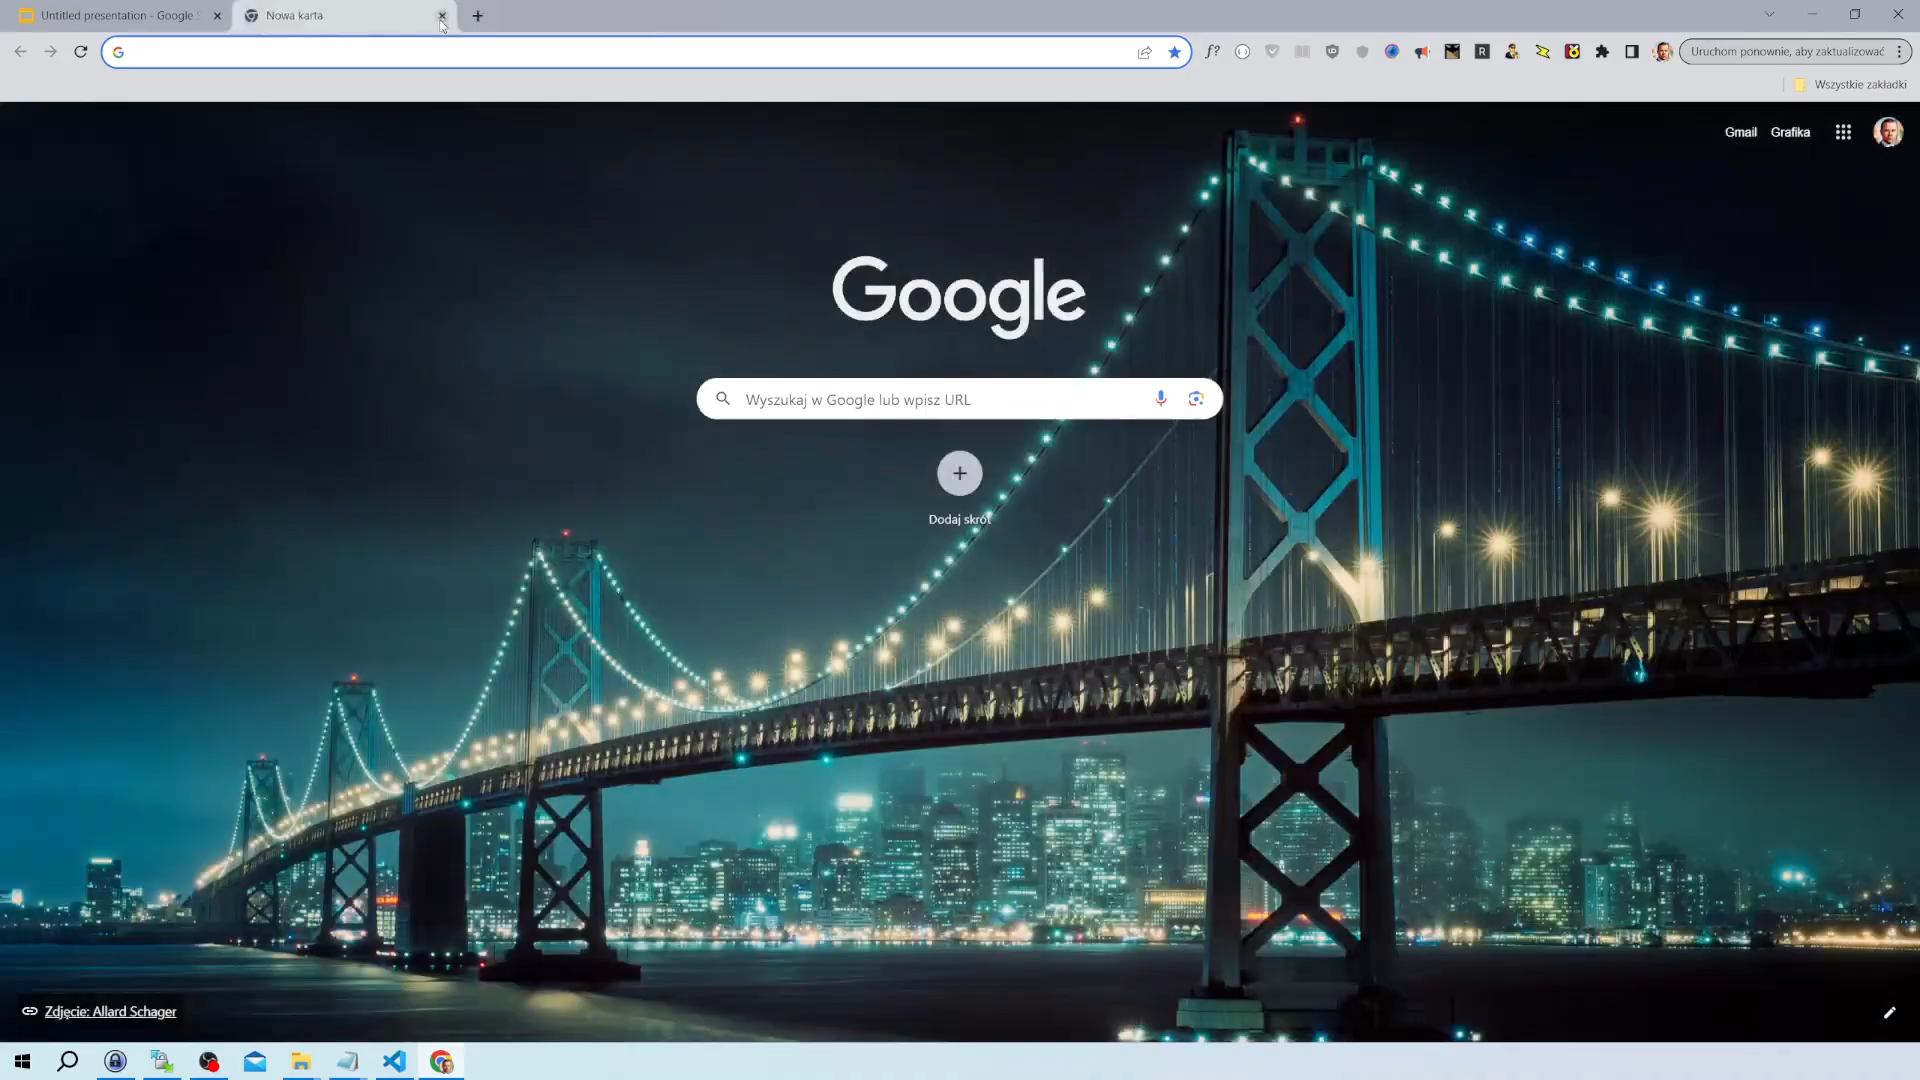 Untitled presentation - Google S
Nowa karta
Uruchom ponownie, aby zaktualizować
Wszystkie zakładki
Gmail
Grafika
Google
Wyszukaj w Google lub wpisz URL
Dodaj skrót
Zdjęcie: Allard Schager